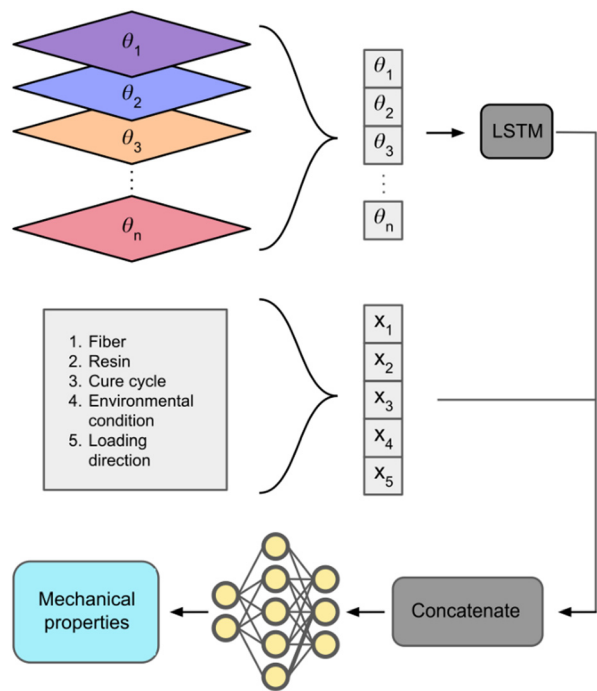 θ1
θ2
θ3
θn
θ1
θ2
θ3
θn
LSTM
1. Fiber
2. Resin
3. Cure cycle
4. Environmental
condition
5. Loading
direction
x1
x2
x3
x4
x5
Mechanical
properties
Concatenate